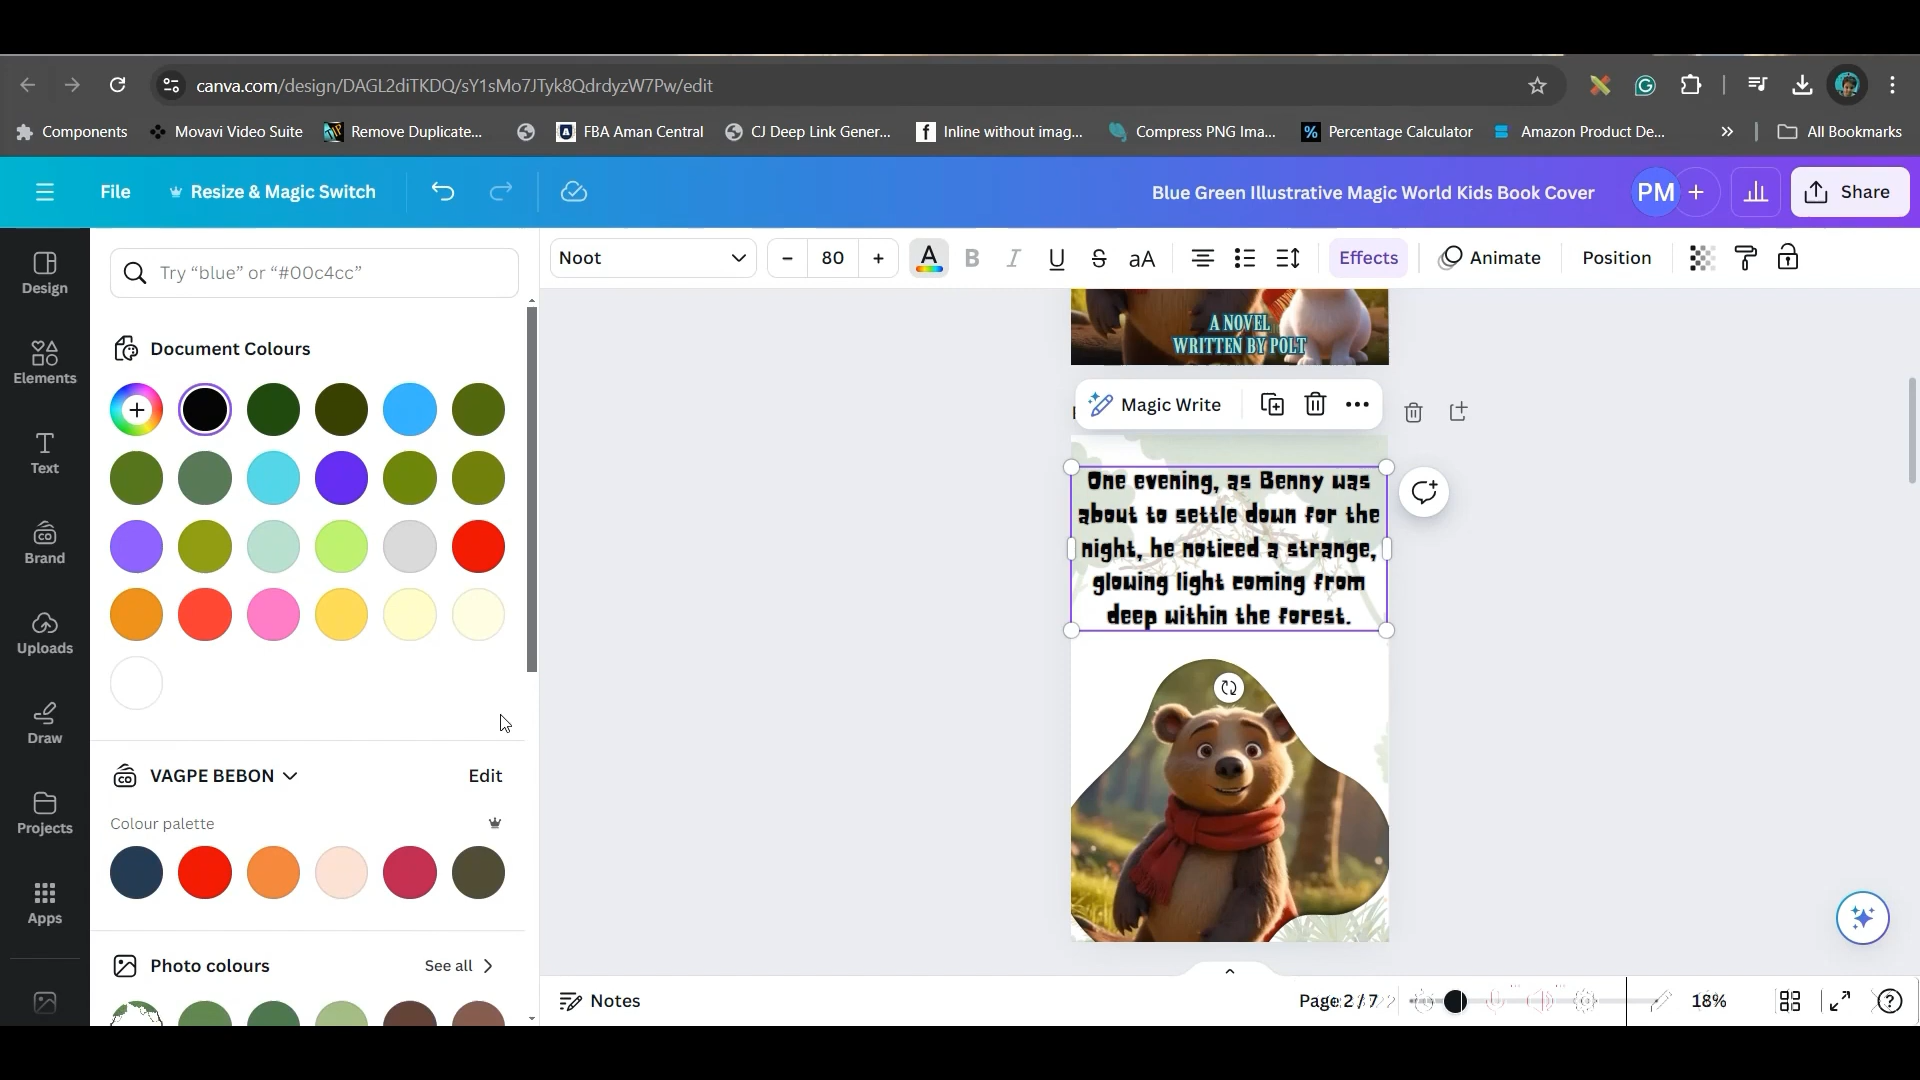 canva.com/design/DAGL2diTKDQ/sY1sMo7JTyk8QdrdyzW7Pw/edit
Components Movavi Video Suite Remove Duplicate... FBA Aman Central CJ Deep Link Gener... Inline without imag... Compress PNG Ima... Percentage Calculator Amazon Product De... » All Bookmarks
File Resize & Magic Switch Blue Green Illustrative Magic World Kids Book Cover PM + Share
Noot – 80 + A B I U S aA Effects Animate Position
Try “blue” or “#00c4cc”
Design
Elements
Text
Brand
Uploads
Draw
Projects
Apps
Document Colours
VAGPE BEBON Edit
Colour palette
Photo colours See all
A NOVEL
WRITTEN BY POLT
Magic Write
One evening, as Benny was
about to settle down for the
night, he noticed a strange,
glowing light coming from
deep within the forest.
Notes Page 2 / 7 18%